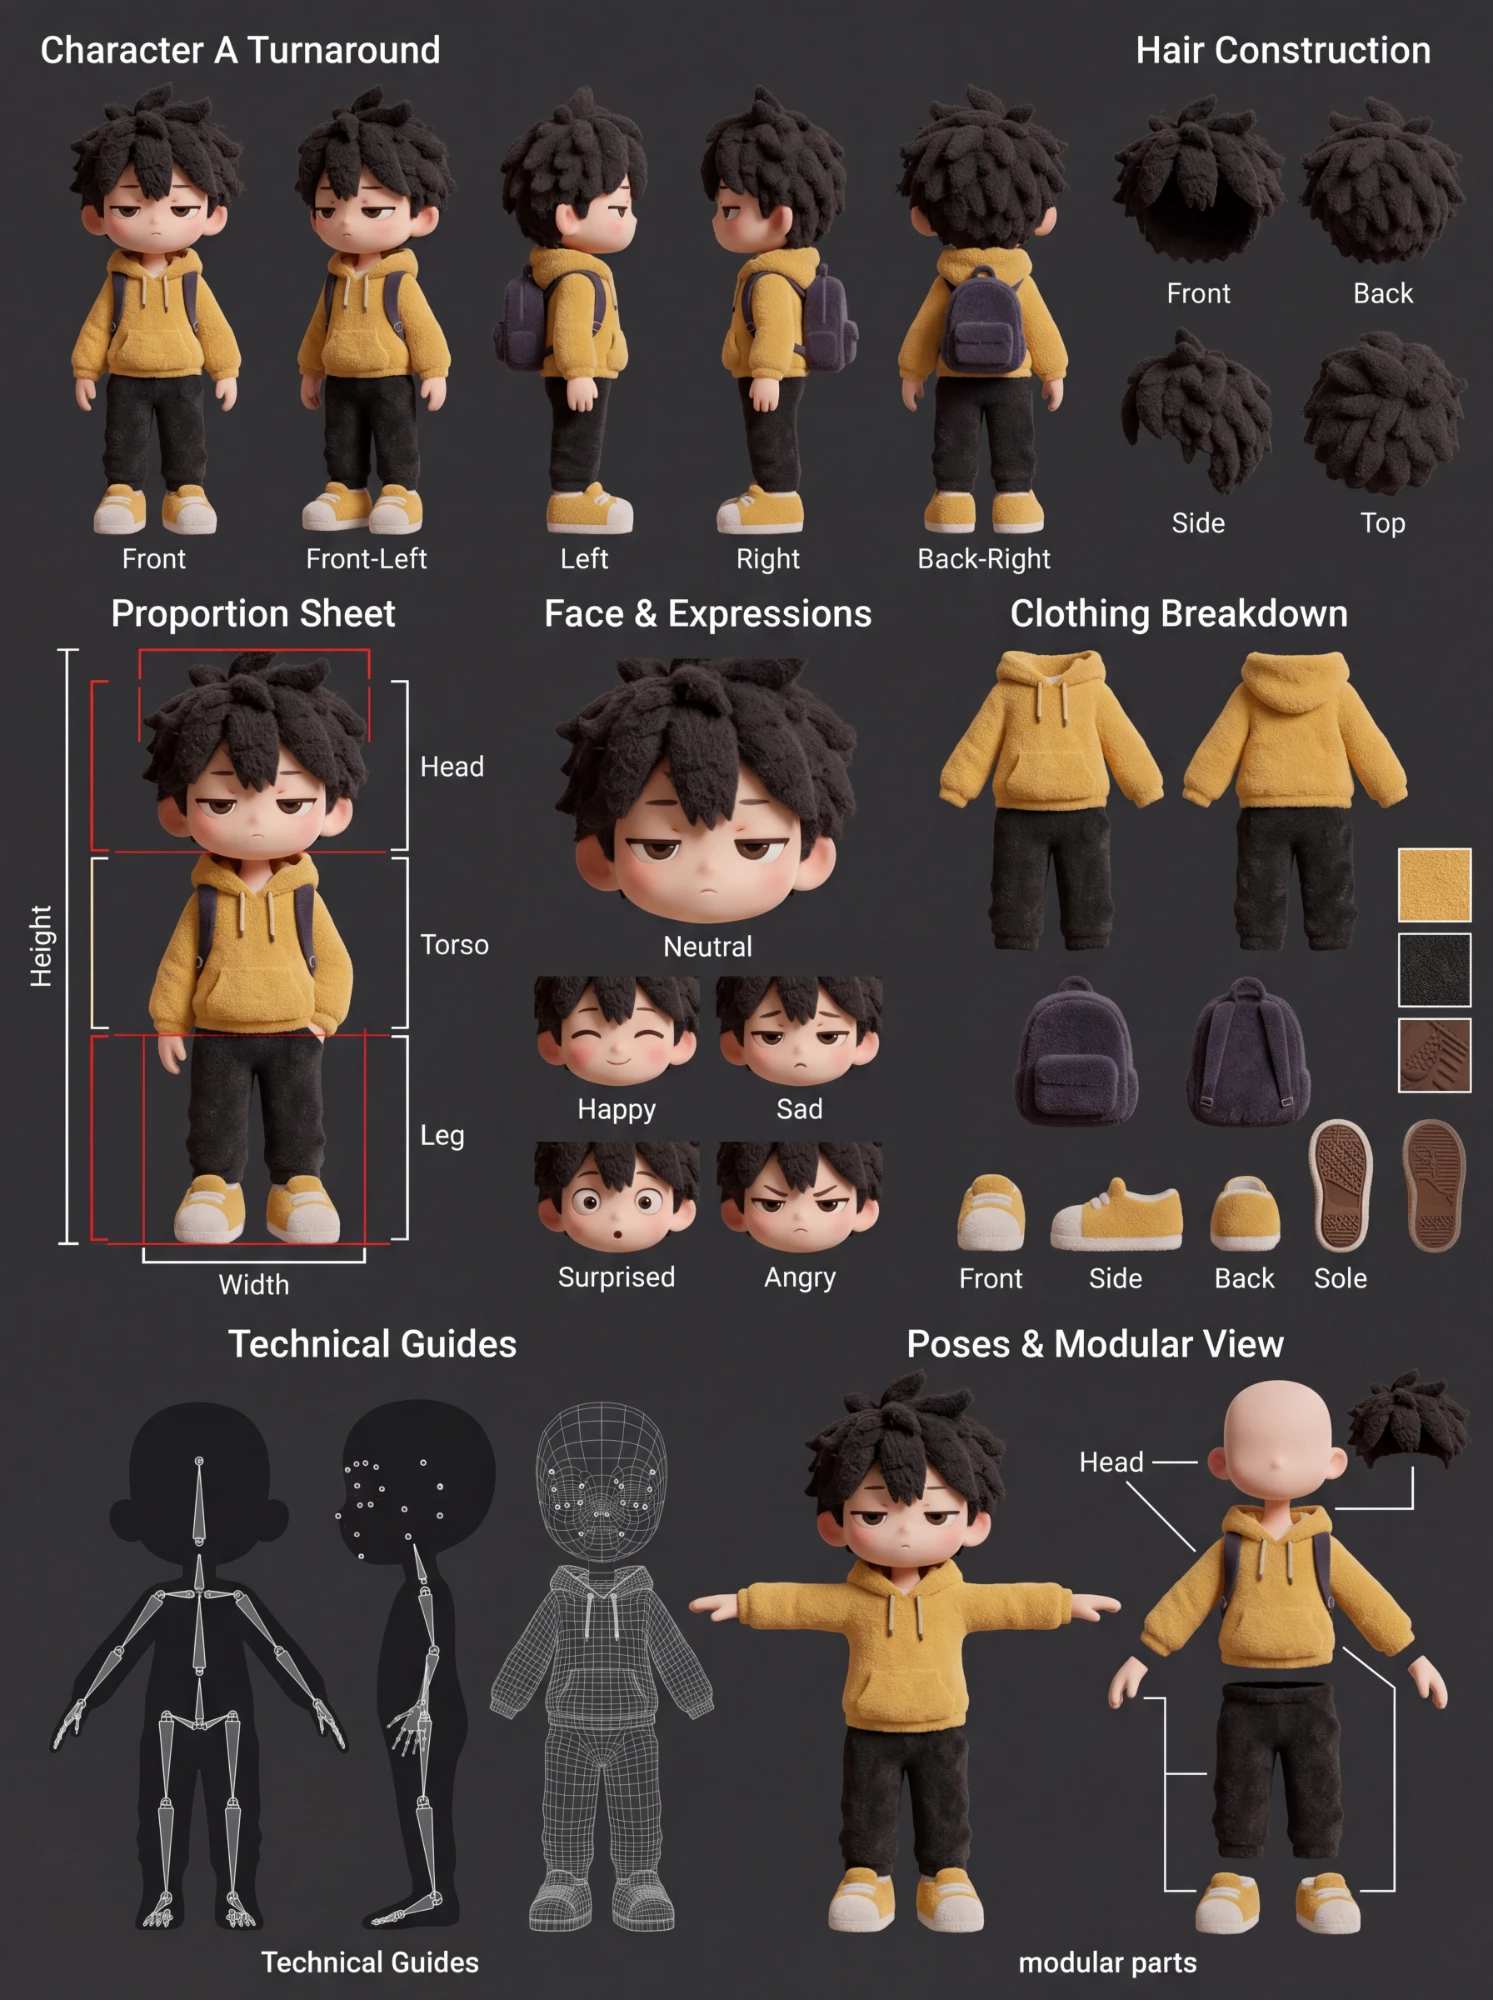 Character A Turnaround
Hair Construction
Front
Back
Side
Top
Front
Front-Left
Left
Right
Back-Right
Proportion Sheet
Face & Expressions
Clothing Breakdown
Head
Torso
Height
Leg
Width
Neutral
Happy
Sad
Surprised
Angry
Front
Side
Back
Sole
Technical Guides
Poses & Modular View
Head
Technical Guides
modular parts